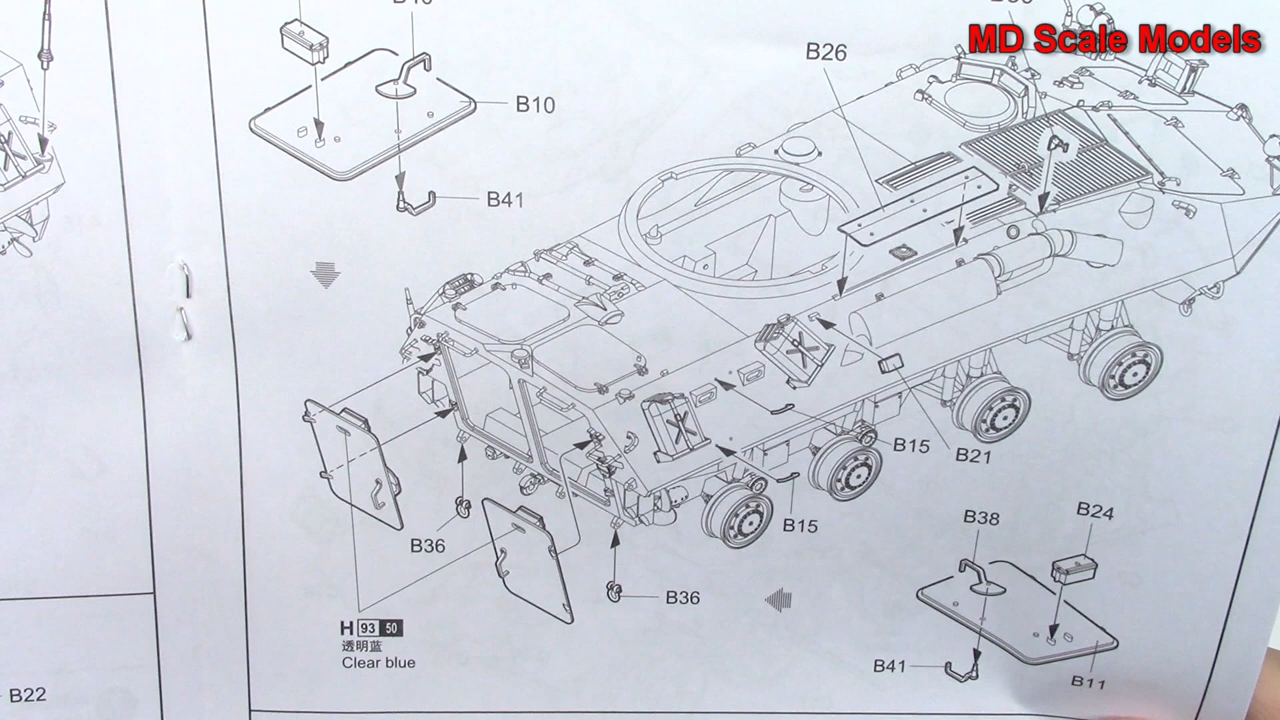 MD Scale Models
B26
B10
B41
B15
B21
B15
B38
B24
B36
B36
H 93 50
透明蓝
Clear blue
B41
B11
B22